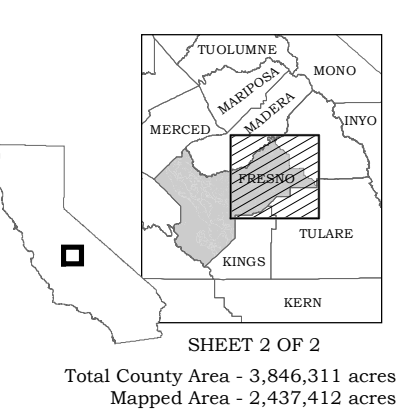 TUOLUMNE
MONO
MARIPOSA
MADERA
INYO
MERCED
FRESNO
TULARE
KINGS
KERN
SHEET 2 OF 2
Total County Area - 3,846,311 acres
Mapped Area - 2,437,412 acres